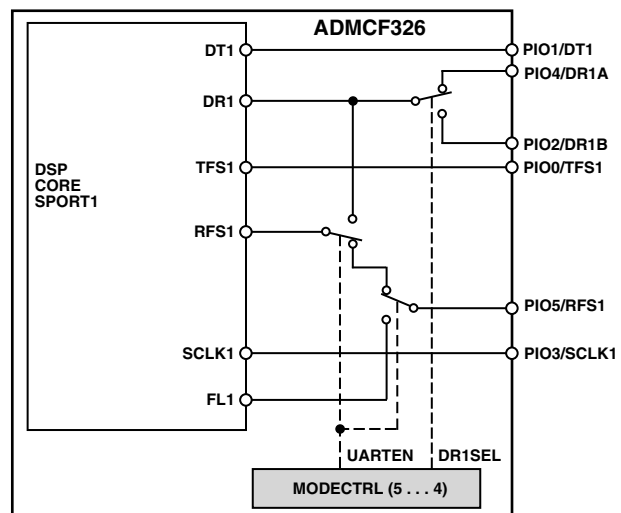 ADMCF326
DT1
PIO1/DT1
PIO4/DR1A
DR1
PIO2/DR1B
DSP
CORE
SPORT1
TFS1
PIO0/TFS1
RFS1
PIO5/RFS1
SCLK1
PIO3/SCLK1
FL1
UARTEN
DR1SEL
MODECTRL (5 . . . 4)